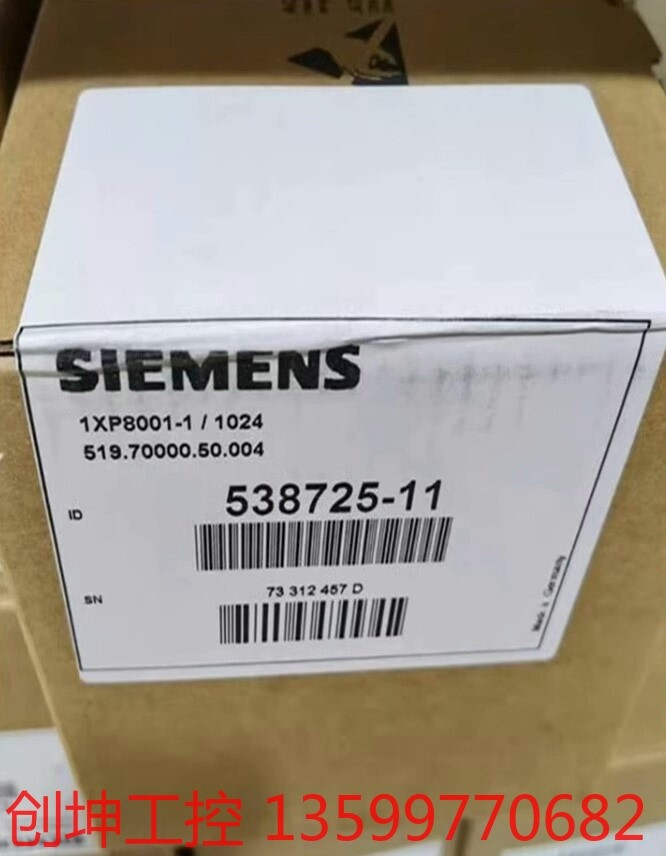 SIEMENS
1XP8001-1 / 1024
519.70000.50.004
ID
538725-11
SN
73 312 457 D
Made in Germany
创坤工控 13599770682